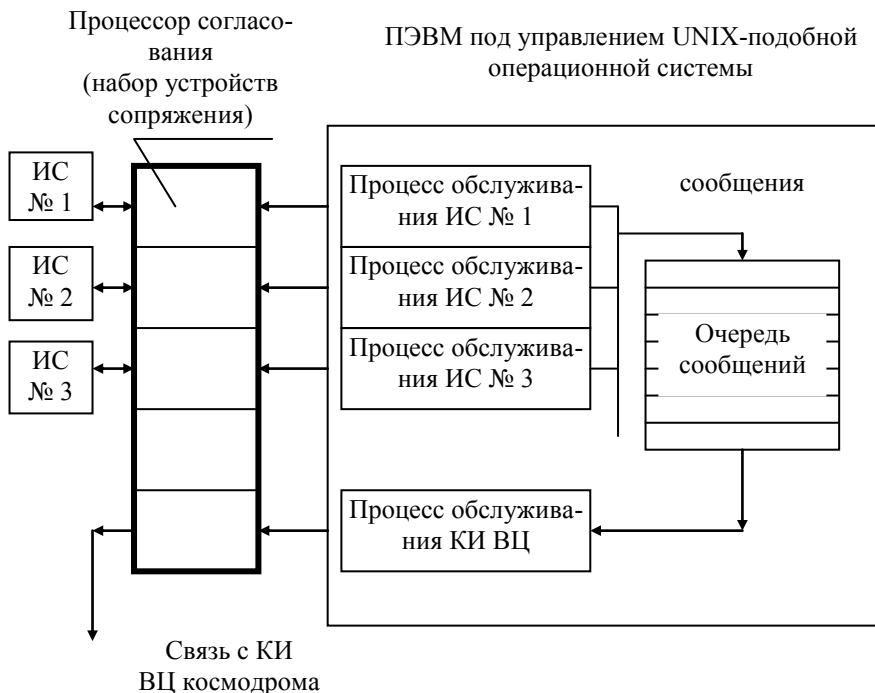 Процессор согласо-
вания
(набор устройств
сопряжения)
ПЭВМ под управлением UNIX-подобной
операционной системы
ИС
№ 1
ИС
№ 2
ИС
№ 3
Процесс обслужива-
ния ИС № 1
Процесс обслужива-
ния ИС № 2
Процесс обслужива-
ния ИС № 3
сообщения
Очередь
сообщений
Процесс обслужива-
ния КИ ВЦ
Связь с КИ
ВЦ космодрома